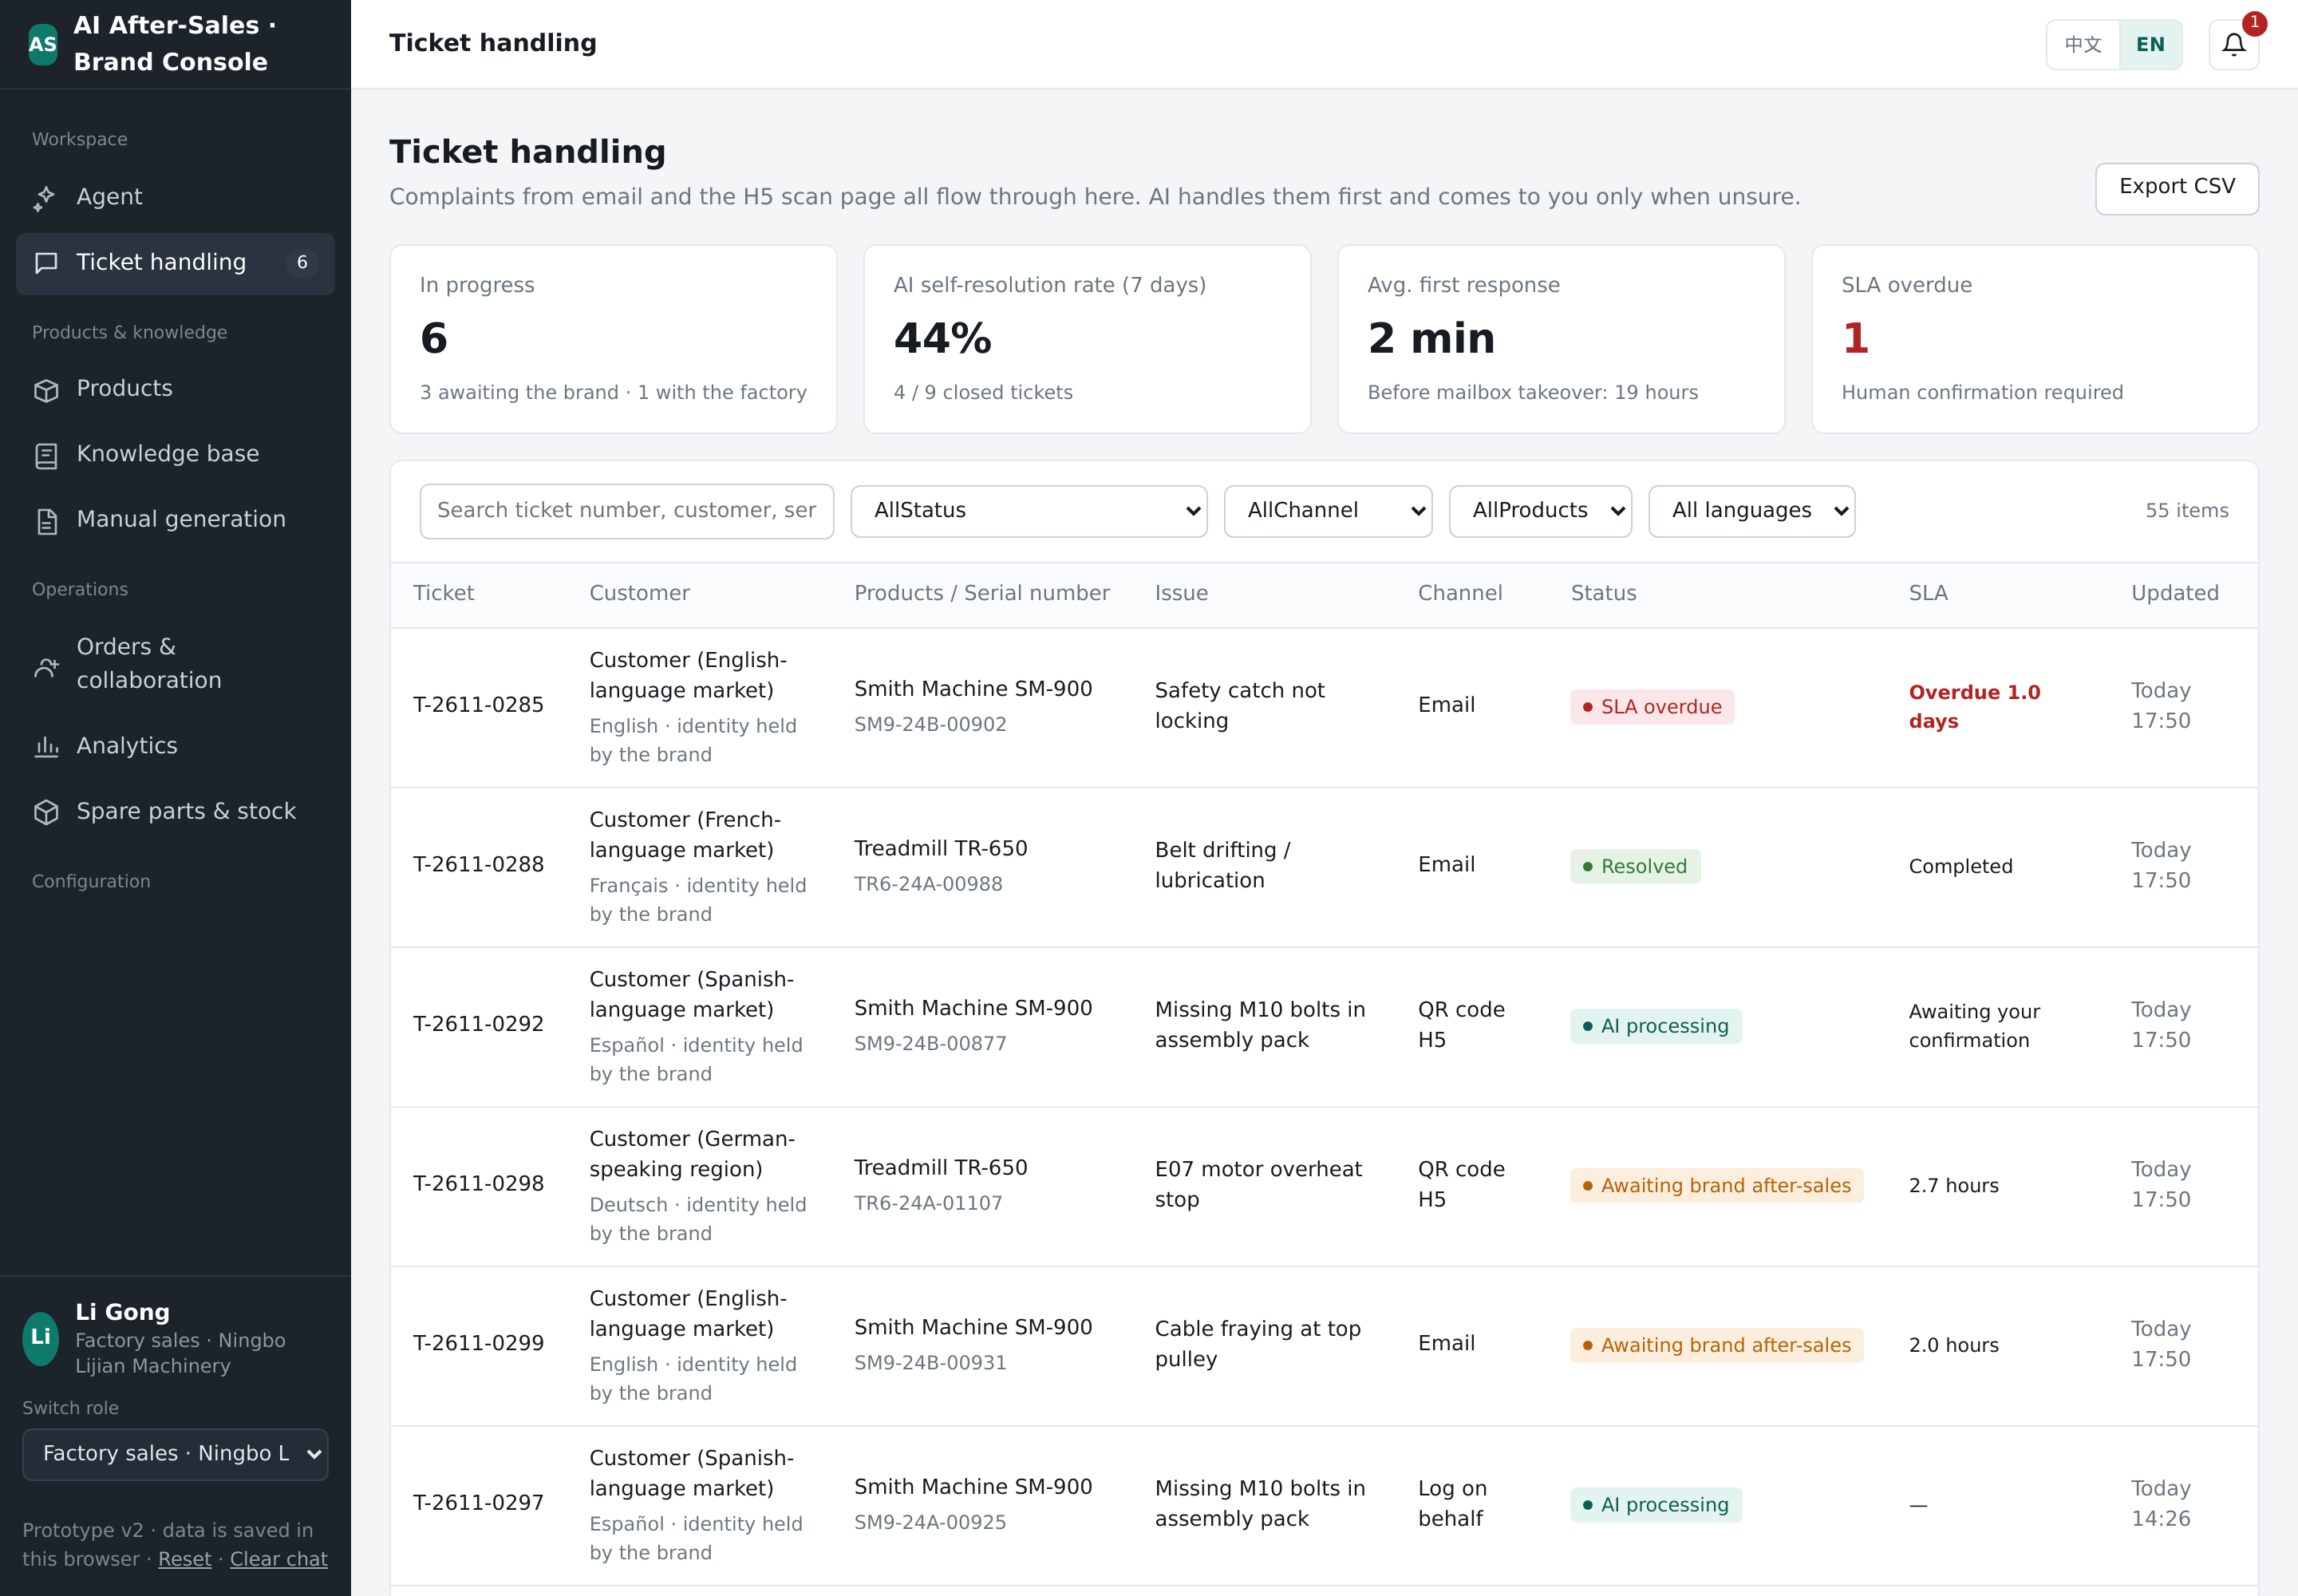 AS
AI After-Sales ·
Brand Console
Workspace
Agent
Ticket handling 6
Products & knowledge
Products
Knowledge base
Manual generation
Operations
Orders &
collaboration
Analytics
Spare parts & stock
Configuration
Li
Li Gong
Factory sales · Ningbo
Lijian Machinery
Switch role
Factory sales · Ningbo L
Prototype v2 · data is saved in
this browser · Reset · Clear chat
Ticket handling
中文 EN
1
Ticket handling
Complaints from email and the H5 scan page all flow through here. AI handles them first and comes to you only when unsure.
Export CSV
In progress
6
3 awaiting the brand · 1 with the factory
AI self-resolution rate (7 days)
44%
4 / 9 closed tickets
Avg. first response
2 min
Before mailbox takeover: 19 hours
SLA overdue
1
Human confirmation required
Search ticket number, customer, ser
AllStatus
AllChannel
AllProducts
All languages
55 items
Ticket Customer Products / Serial number Issue Channel Status SLA Updated
T-2611-0285
Customer (English-
language market)
English · identity held
by the brand
Smith Machine SM-900
SM9-24B-00902
Safety catch not
locking
Email
SLA overdue
Overdue 1.0
days
Today
17:50
T-2611-0288
Customer (French-
language market)
Français · identity held
by the brand
Treadmill TR-650
TR6-24A-00988
Belt drifting /
lubrication
Email
Resolved
Completed
Today
17:50
T-2611-0292
Customer (Spanish-
language market)
Español · identity held
by the brand
Smith Machine SM-900
SM9-24B-00877
Missing M10 bolts in
assembly pack
QR code
H5
AI processing
Awaiting your
confirmation
Today
17:50
T-2611-0298
Customer (German-
speaking region)
Deutsch · identity held
by the brand
Treadmill TR-650
TR6-24A-01107
E07 motor overheat
stop
QR code
H5
Awaiting brand after-sales
2.7 hours
Today
17:50
T-2611-0299
Customer (English-
language market)
English · identity held
by the brand
Smith Machine SM-900
SM9-24B-00931
Cable fraying at top
pulley
Email
Awaiting brand after-sales
2.0 hours
Today
17:50
T-2611-0297
Customer (Spanish-
language market)
Español · identity held
by the brand
Smith Machine SM-900
SM9-24A-00925
Missing M10 bolts in
assembly pack
Log on
behalf
AI processing
—
Today
14:26